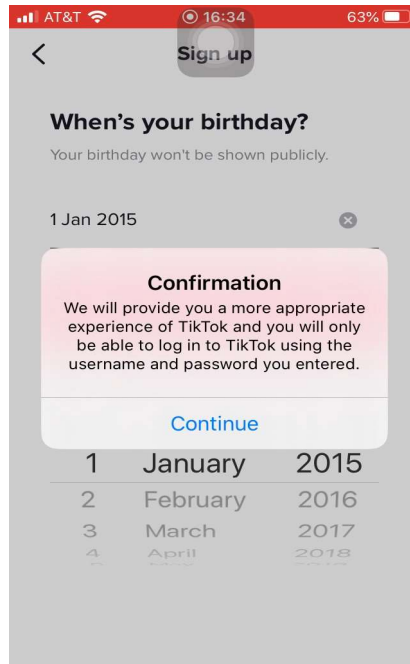 AT&T 16:34 63%
Sign up
When's your birthday?
Your birthday won't be shown publicly.
1 Jan 2015
Confirmation
We will provide you a more appropriate
experience of TikTok and you will only
be able to log in to TikTok using the
username and password you entered.
Continue
1 January 2015
2 February 2016
3 March 2017
4 April 2018